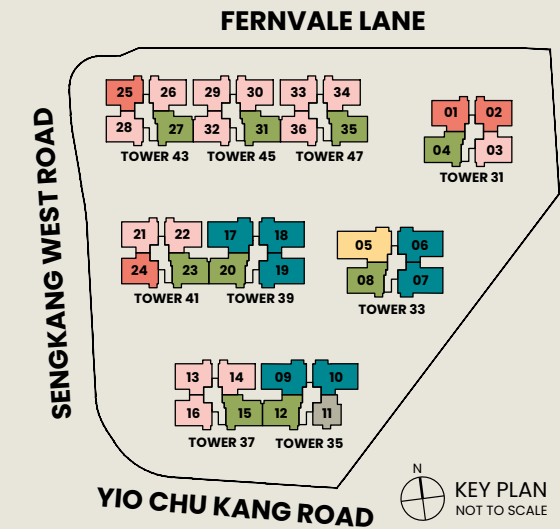 FERNVALE LANE
SENGKANG WEST ROAD
25 26 29 30 33 34
28 27 32 31 36 35
TOWER 43 TOWER 45 TOWER 47
01 02
04 03
TOWER 31
21 22 17 18
24 23 20 19
TOWER 41 TOWER 39
05 06
08 07
TOWER 33
13 14 09 10
16 15 12 11
TOWER 37 TOWER 35
YIO CHU KANG ROAD
N
KEY PLAN
NOT TO SCALE